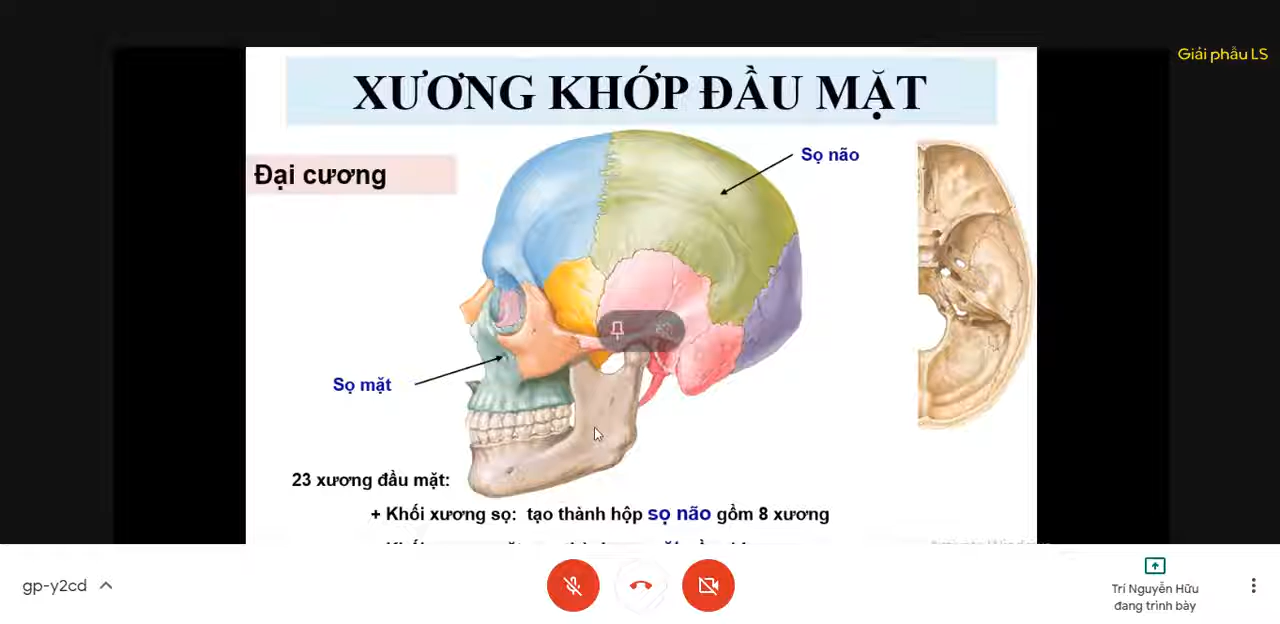 Giải phẫu LS
XƯƠNG KHỚP ĐẦU MẶT
Đại cương
Sọ não
Sọ mặt
23 xương đầu mặt:
+ Khối xương sọ: tạo thành hộp sọ não gồm 8 xương
gp-y2cd
Trí Nguyễn Hữu
đang trình bày